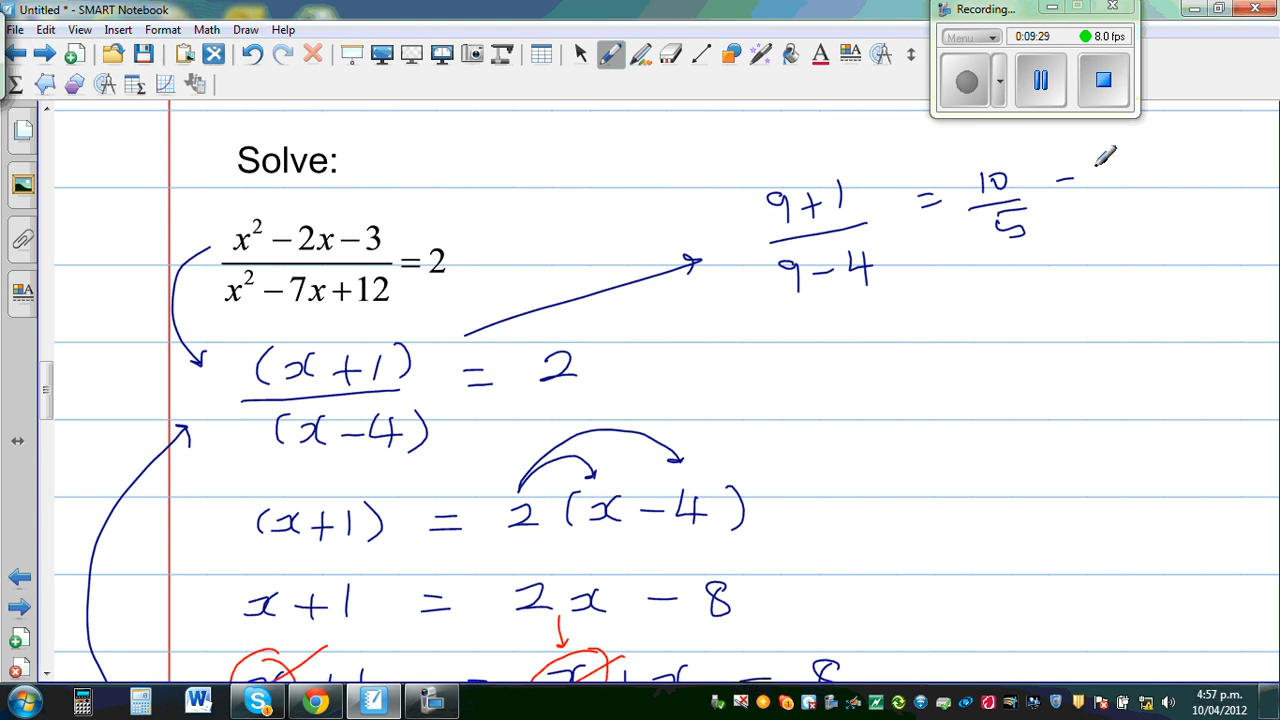 Untitled * - SMART Notebook
File Edit View Insert Format Math Draw Help
Recording...
Menu 0:09:29 8.0 fps
Solve:
x² − 2x − 3 / x² − 7x + 12 = 2
9 + 1 / 9 − 4 = 10 / 5 −
(x + 1) / (x − 4) = 2
(x + 1) = 2 (x − 4)
x + 1 = 2x − 8
x + 1 = x + x − 8
4:57 p.m.
10/04/2012